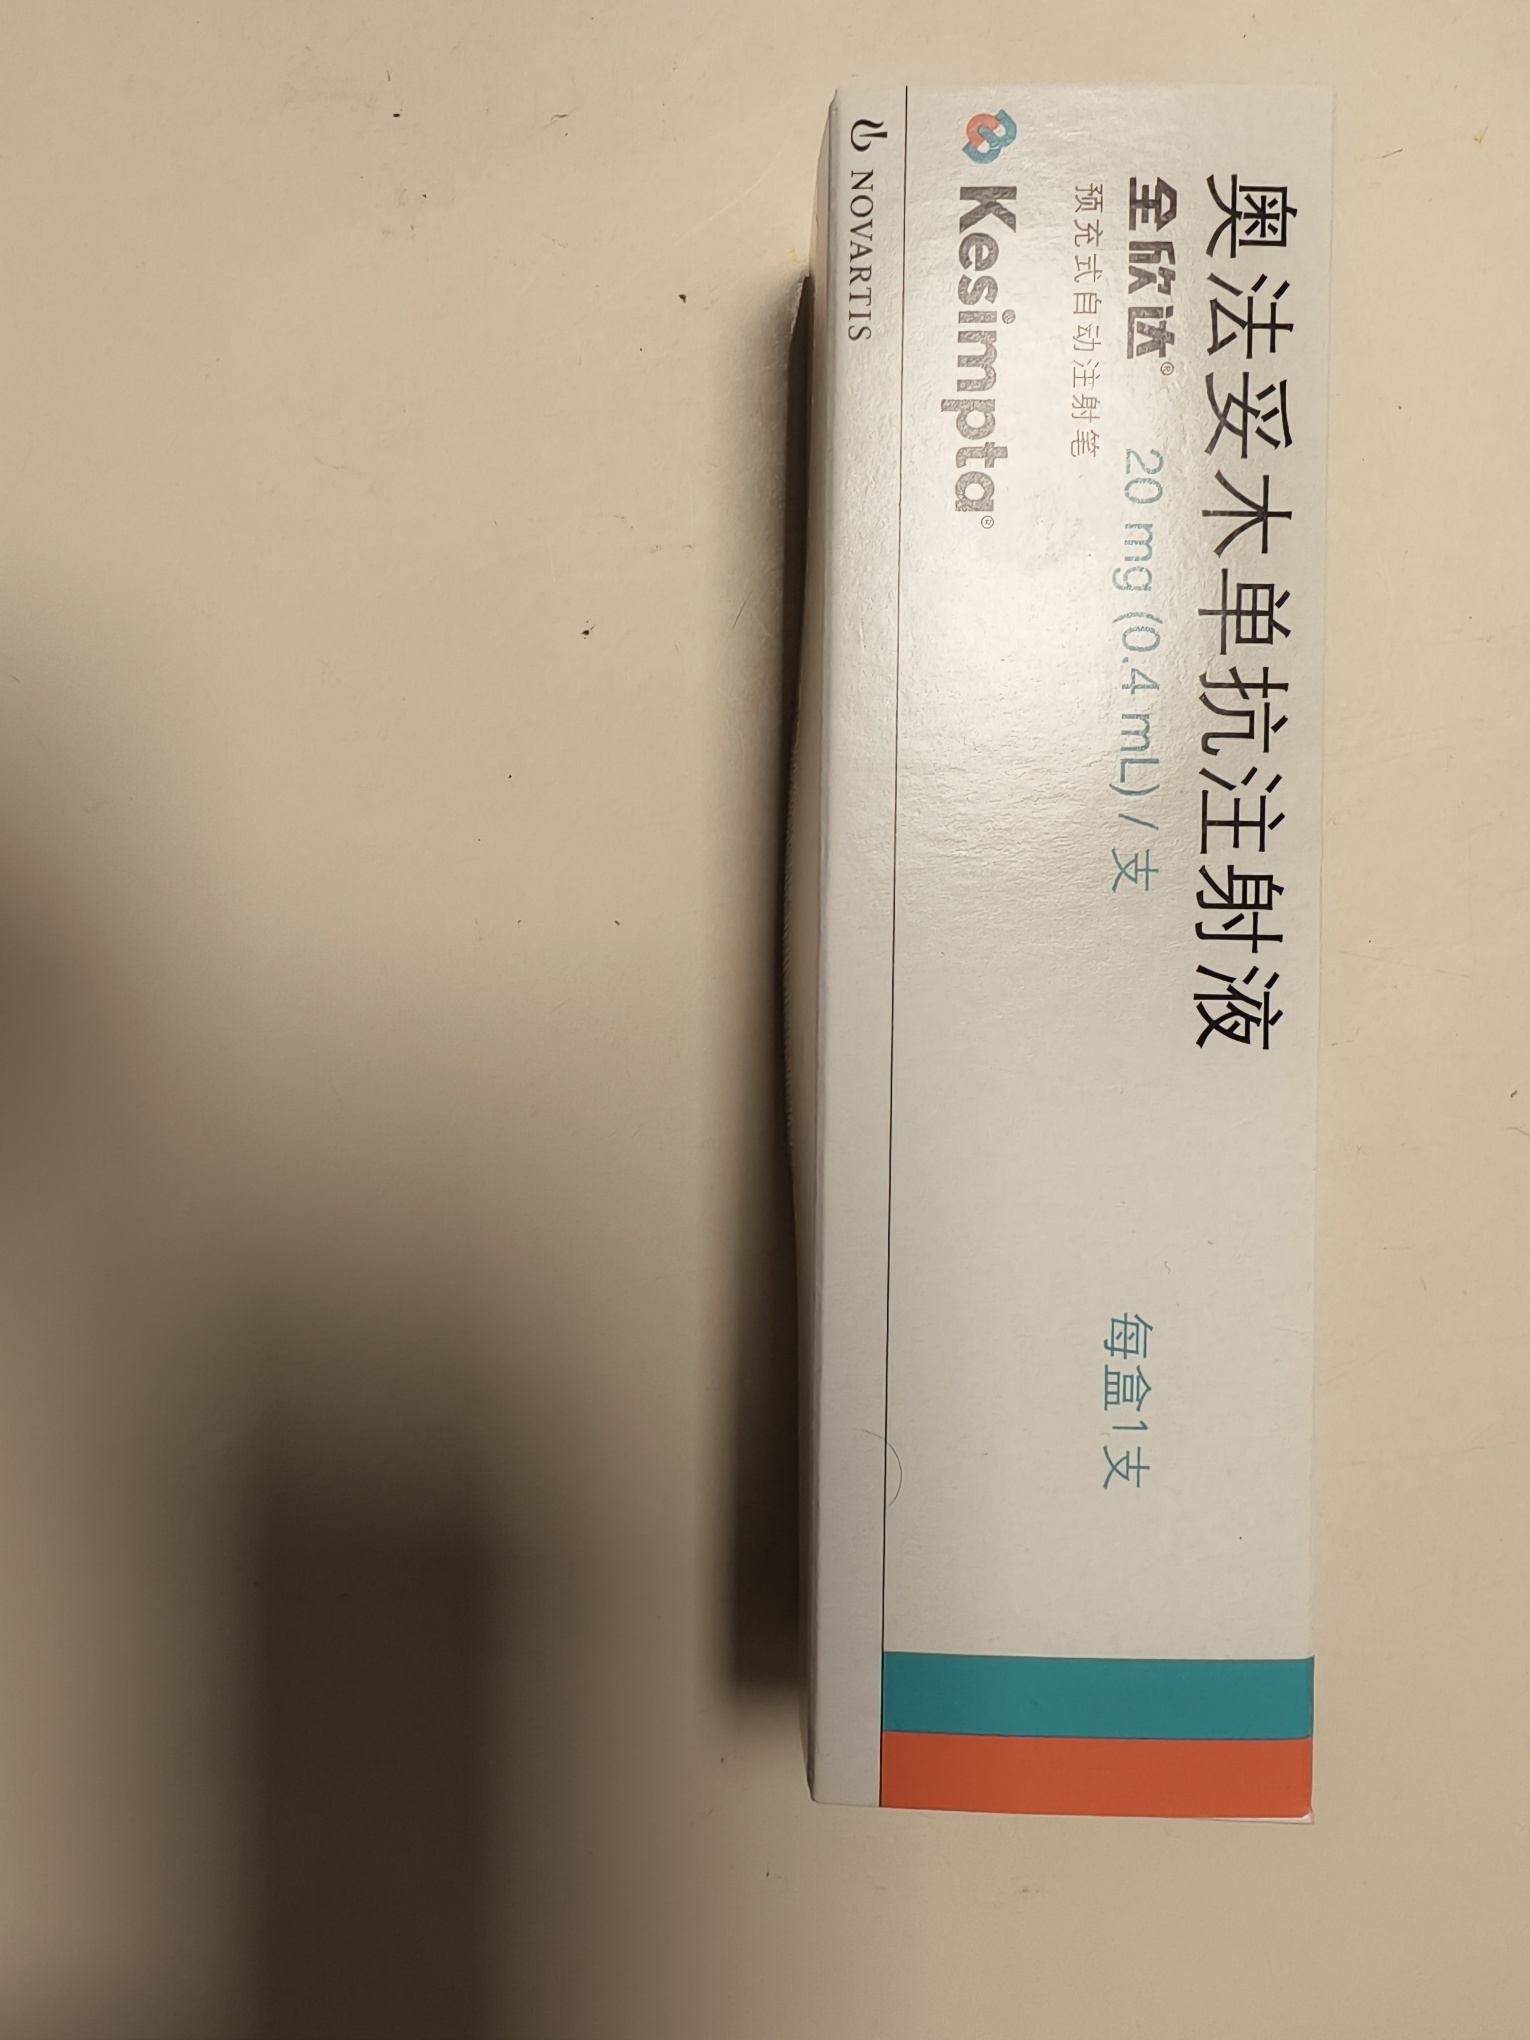 奥法妥木单抗注射液
全欣达® 20 mg (0.4 mL) / 支 每盒1支
预充式自动注射笔
Kesimpta®
NOVARTIS